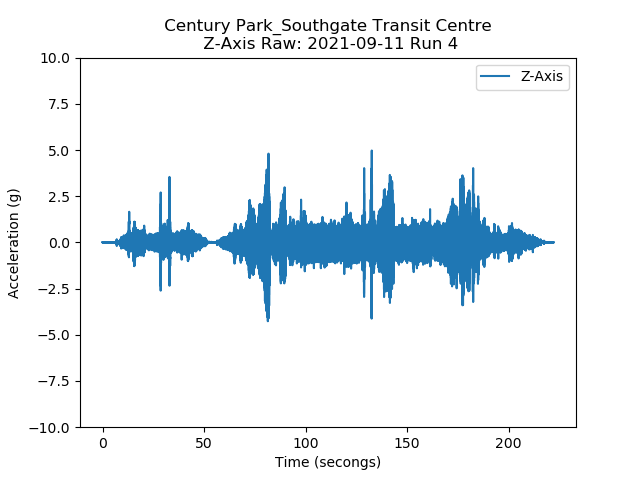 Century Park_Southgate Transit Centre
Z-Axis Raw: 2021-09-11 Run 4
Z-Axis
10.0
7.5
5.0
2.5
0.0
−2.5
−5.0
−7.5
−10.0
Acceleration (g)
0
50
100
150
200
Time (secongs)